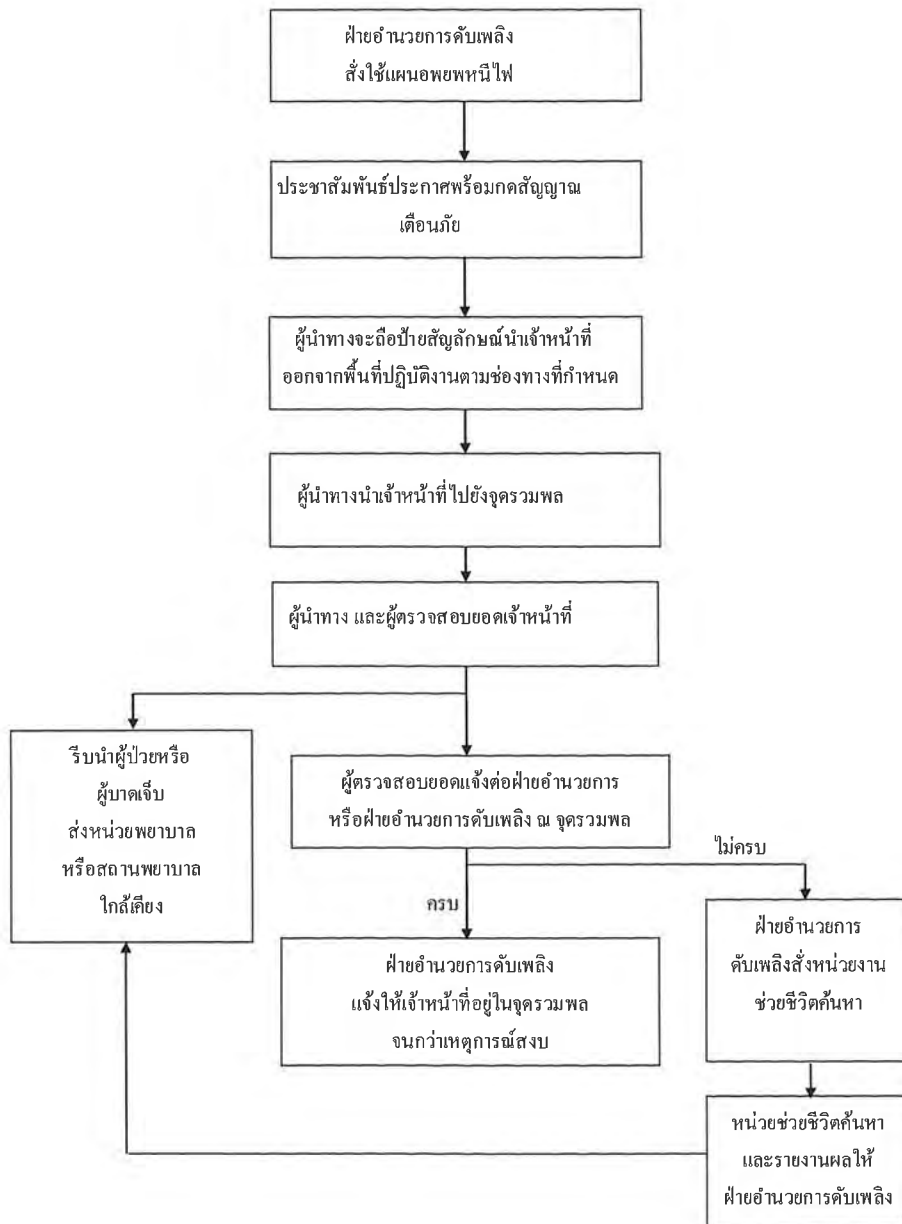 ฝ่ายอำนวยการดับเพลิง
สั่งใช้แผนอพยพหนีไฟ
ประชาสัมพันธ์ประกาศพร้อมกดสัญญาณ
เตือนภัย
ผู้นำทางจะถือป้ายสัญลักษณ์นำเจ้าหน้าที่
ออกจากพื้นที่ปฏิบัติงานตามช่องทางที่กำหนด
ผู้นำทางนำเจ้าหน้าที่ไปยังจุดรวมพล
ผู้นำทาง และผู้ตรวจสอบยอดเจ้าหน้าที่
รีบนำผู้ป่วยหรือ
ผู้บาดเจ็บ
ส่งหน่วยพยาบาล
หรือสถานพยาบาล
ใกล้เคียง
ผู้ตรวจสอบยอดแจ้งต่อฝ่ายอำนวยการ
หรือฝ่ายอำนวยการดับเพลิง ณ จุดรวมพล
ไม่ครบ
ครบ
ฝ่ายอำนวยการดับเพลิง
แจ้งให้เจ้าหน้าที่อยู่ในจุดรวมพล
จนกว่าเหตุการณ์สงบ
ฝ่ายอำนวยการ
ดับเพลิงสั่งหน่วยงาน
ช่วยชีวิตค้นหา
หน่วยช่วยชีวิตค้นหา
และรายงานผลให้
ฝ่ายอำนวยการดับเพลิง